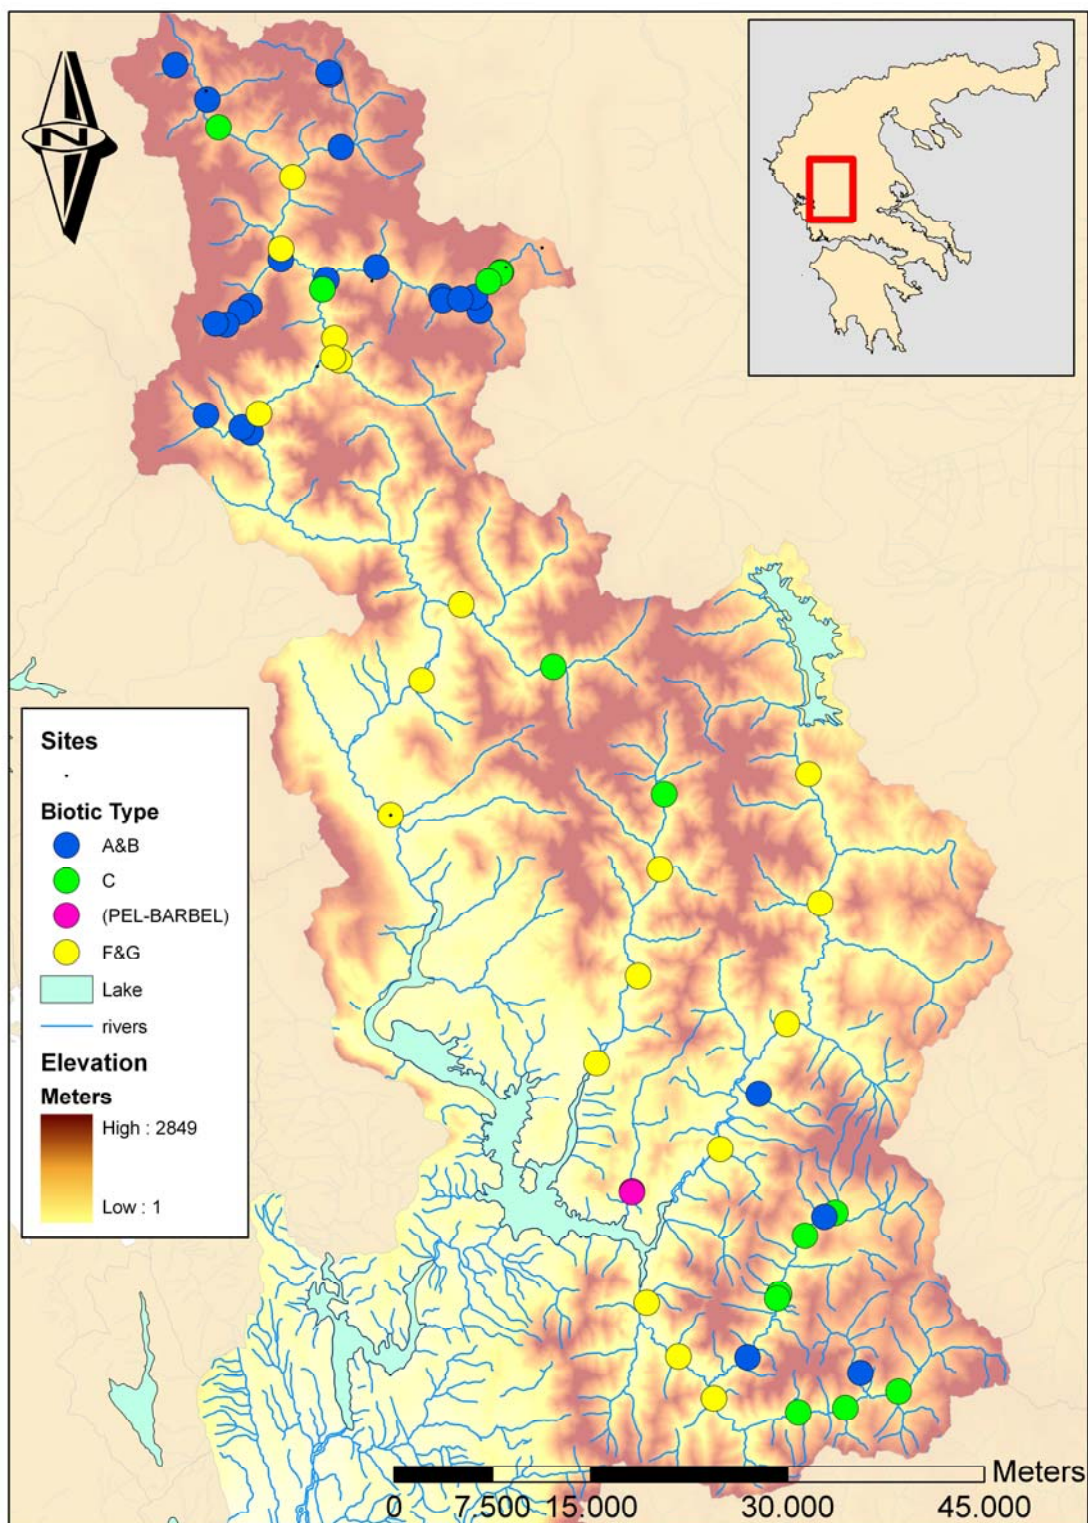 N
Sites
Biotic Type
A&B
C
(PEL-BARBEL)
F&G
Lake
rivers
Elevation
Meters
High : 2849
Low : 1
Meters
0 7.500 15.000 30.000 45.000